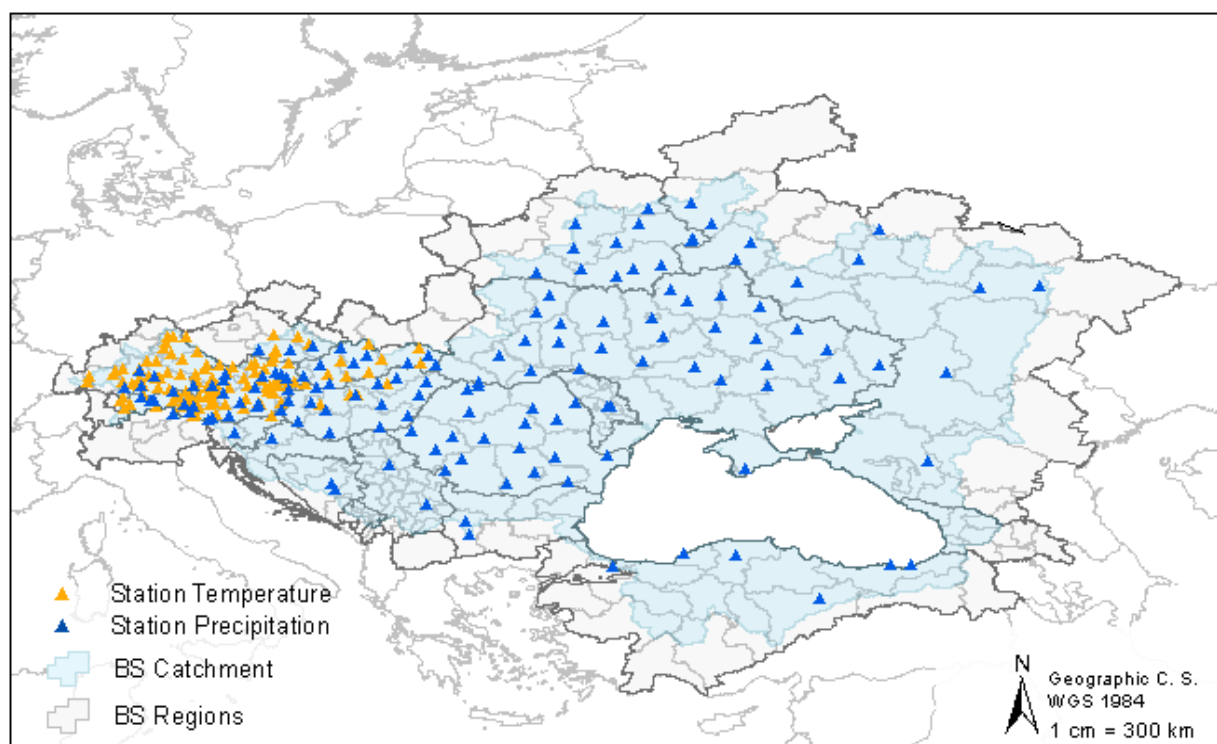 Station Temperature
Station Precipitation
BS Catchment
BS Regions
N
Geographic C. S.
WGS 1984
1 cm = 300 km